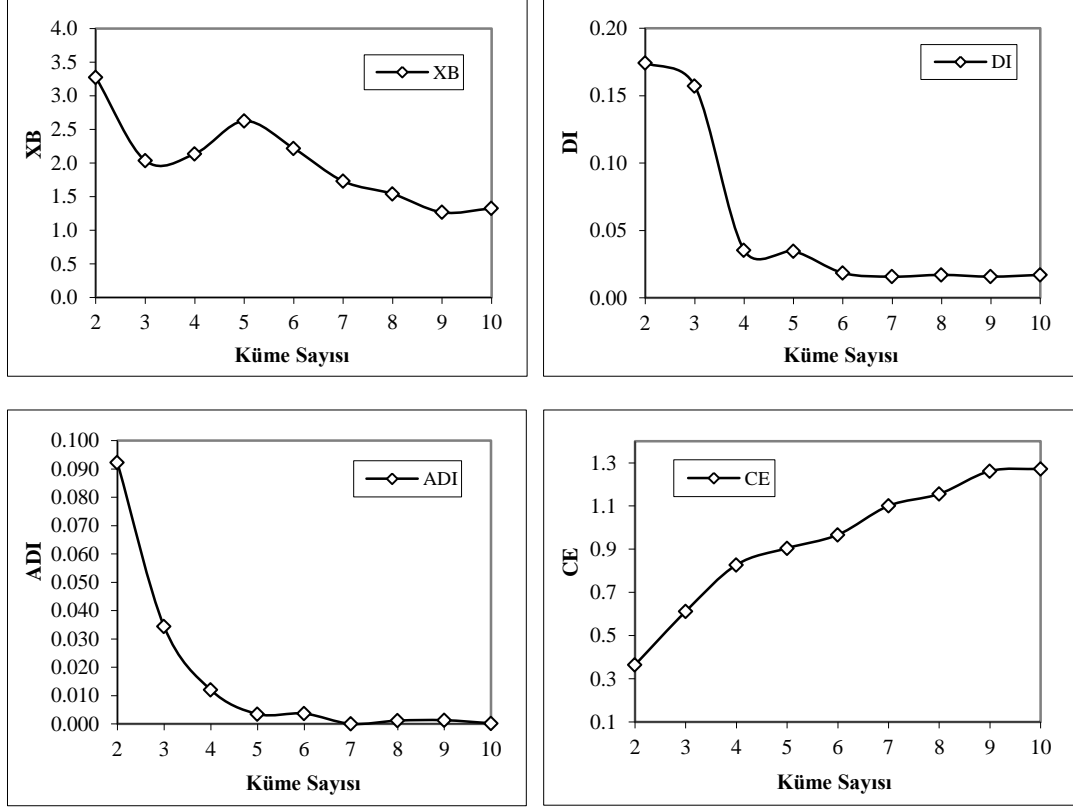 4.0
3.5
3.0
2.5
2.0
1.5
1.0
0.5
0.0
XB
XB
2 3 4 5 6 7 8 9 10
Küme Sayısı
0.20
0.15
0.10
0.05
0.00
DI
DI
2 3 4 5 6 7 8 9 10
Küme Sayısı
0.100
0.090
0.080
0.070
0.060
0.050
0.040
0.030
0.020
0.010
0.000
ADI
ADI
2 3 4 5 6 7 8 9 10
Küme Sayısı
1.3
1.1
0.9
0.7
0.5
0.3
0.1
CE
CE
2 3 4 5 6 7 8 9 10
Küme Sayısı